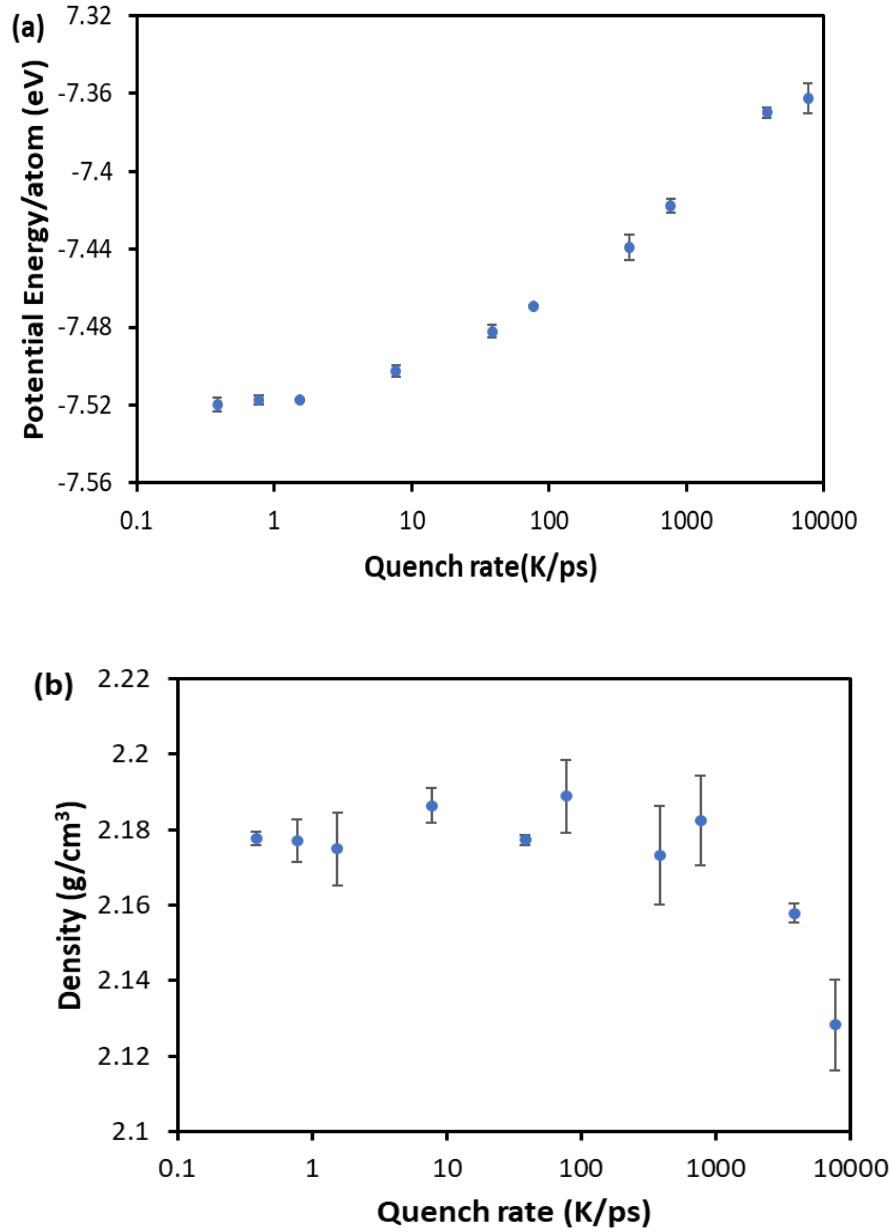 (a)
Potential Energy/atom (eV)
7.32
-7.36
-7.4
-7.44
-7.48
-7.52
-7.56
0.1 1 10 100 1000 10000
Quench rate(K/ps)
(b)
Density (g/cm³)
2.22
2.2
2.18
2.16
2.14
2.12
2.1
0.1 1 10 100 1000 10000
Quench rate (K/ps)